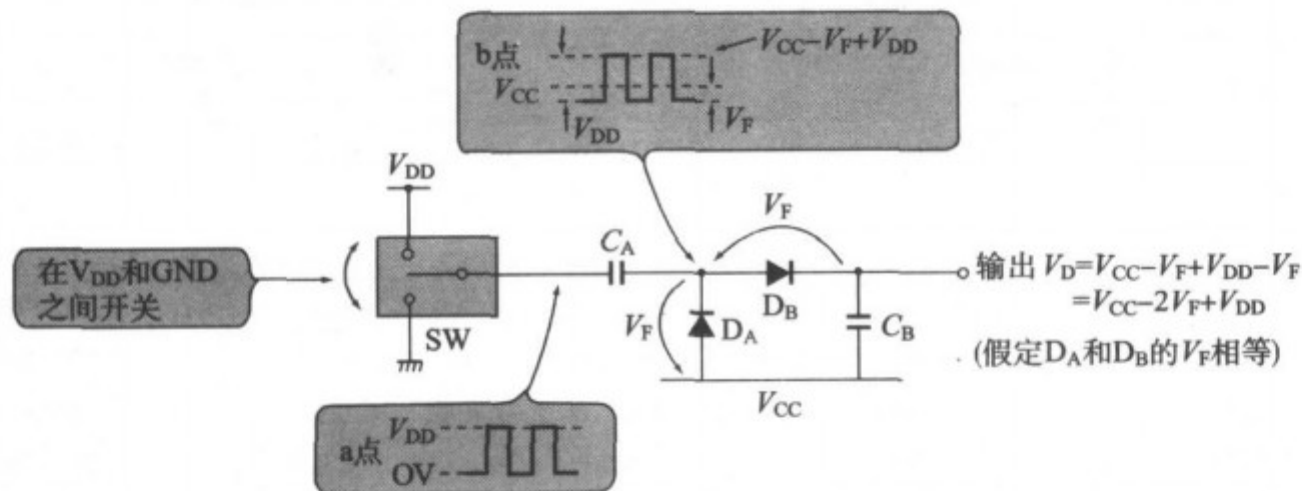 b点
V_CC−V_F+V_DD
V_CC
V_DD
V_F
V_DD
在V_DD和GND
之间开关
SW
C_A
V_F
V_F
D_A
D_B
C_B
V_CC
输出 V_D=V_CC−V_F+V_DD−V_F
=V_CC−2V_F+V_DD
(假定D_A和D_B的V_F相等)
a点
V_DD
OV